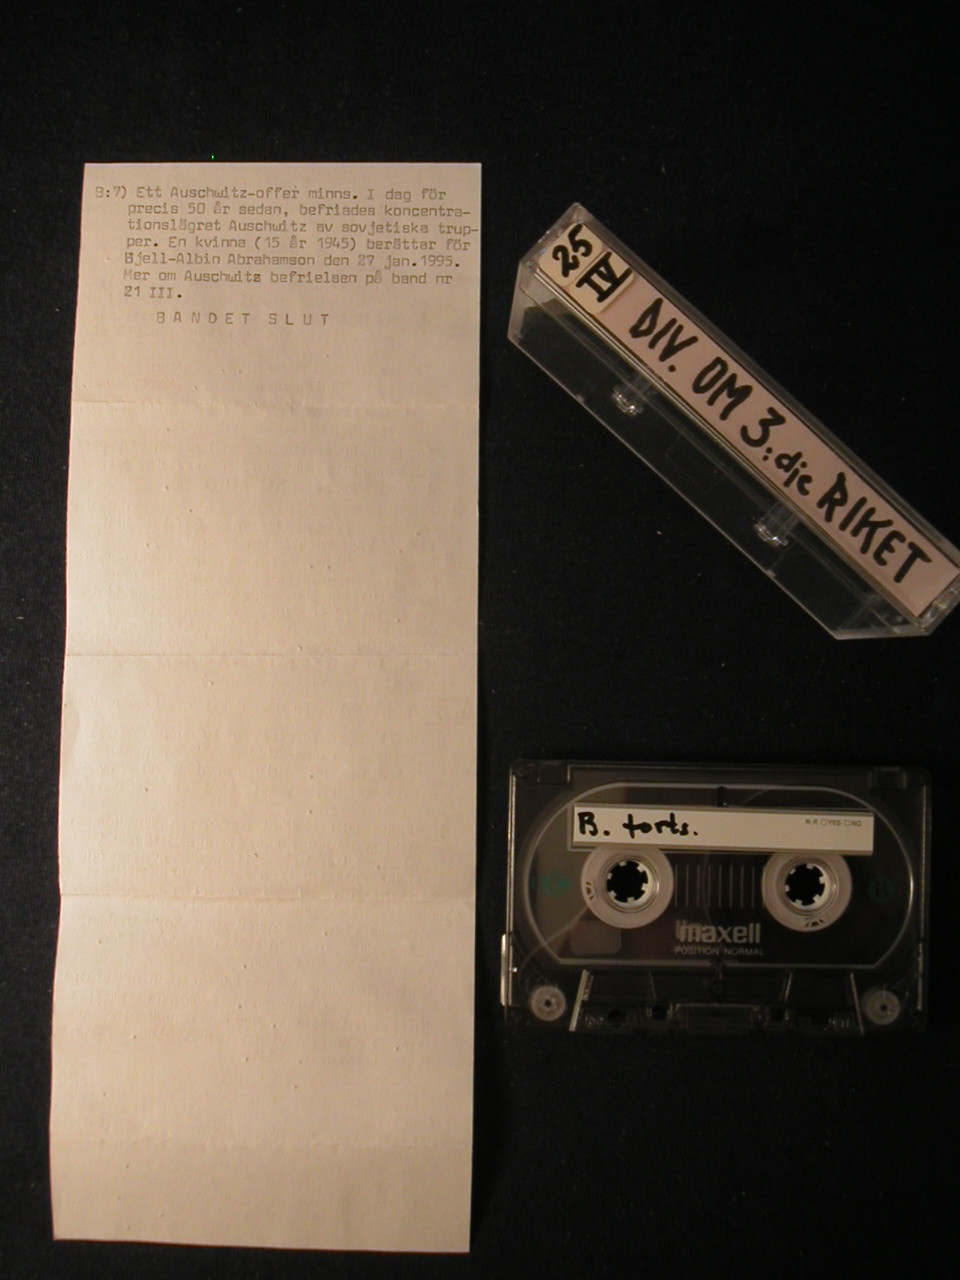 B:7) Ett Auschwitz-offer minns. I dag för
precis 50 år sedan, befriades koncentra-
tionslägret Auschwitz av sovjetiska trup-
per. En kvinna (15 år 1945) berättar för
Bjell-Albin Abrahamson den 27 jan.1995.
Mer om Auschwitz befrielsen på band nr
21 III.
BANDET SLUT
25
IV
DIV. OM 3:dje RIKET
B. forts.
N.R. □YES □NO
maxell
POSITION NORMAL